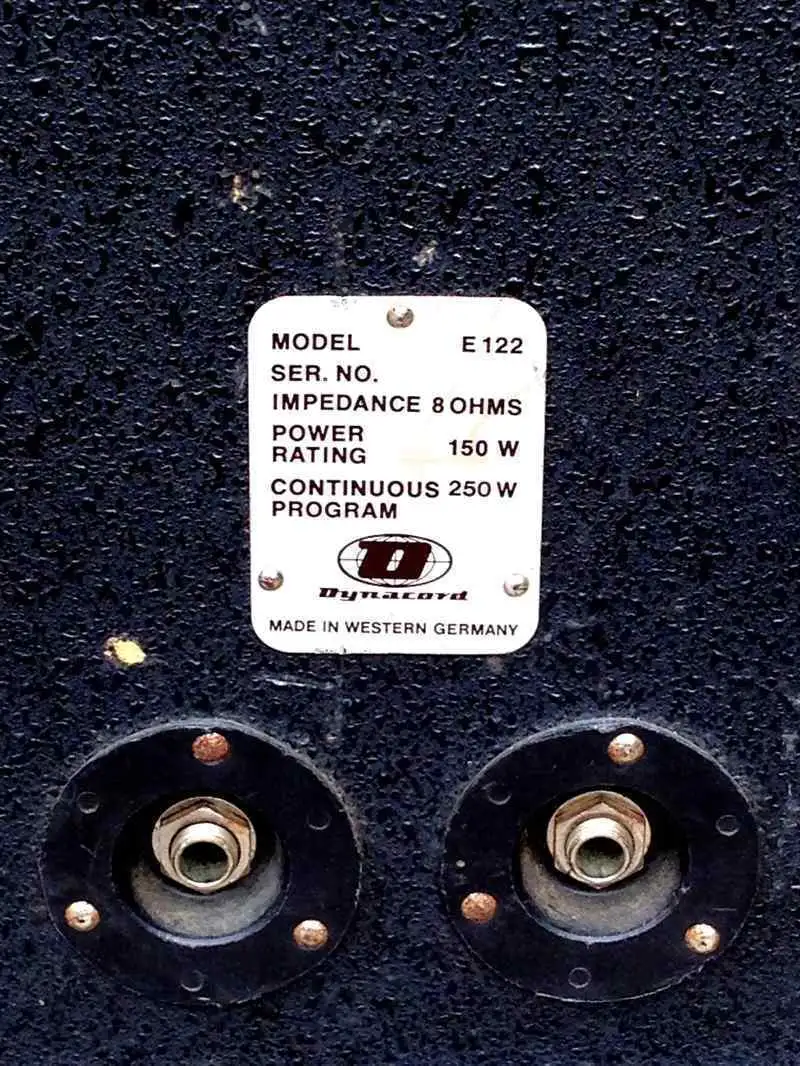 MODEL E 122
SER. NO.
IMPEDANCE 8 OHMS
POWER
RATING 150 W
CONTINUOUS 250 W
PROGRAM
D
Dynacord
MADE IN WESTERN GERMANY